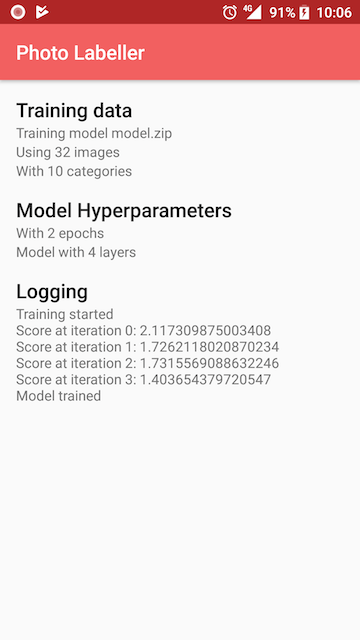 4G 91% 10:06
Photo Labeller
Training data
Training model model.zip
Using 32 images
With 10 categories
Model Hyperparameters
With 2 epochs
Model with 4 layers
Logging
Training started
Score at iteration 0: 2.117309875003408
Score at iteration 1: 1.7262118020870234
Score at iteration 2: 1.7315569088632246
Score at iteration 3: 1.403654379720547
Model trained